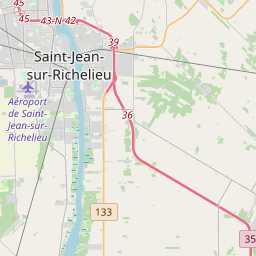 45
45
43-N 42
39
Saint-Jean-
sur-Richelieu
Aéroport
de Saint-
Jean-sur-
Richelieu
36
133
35